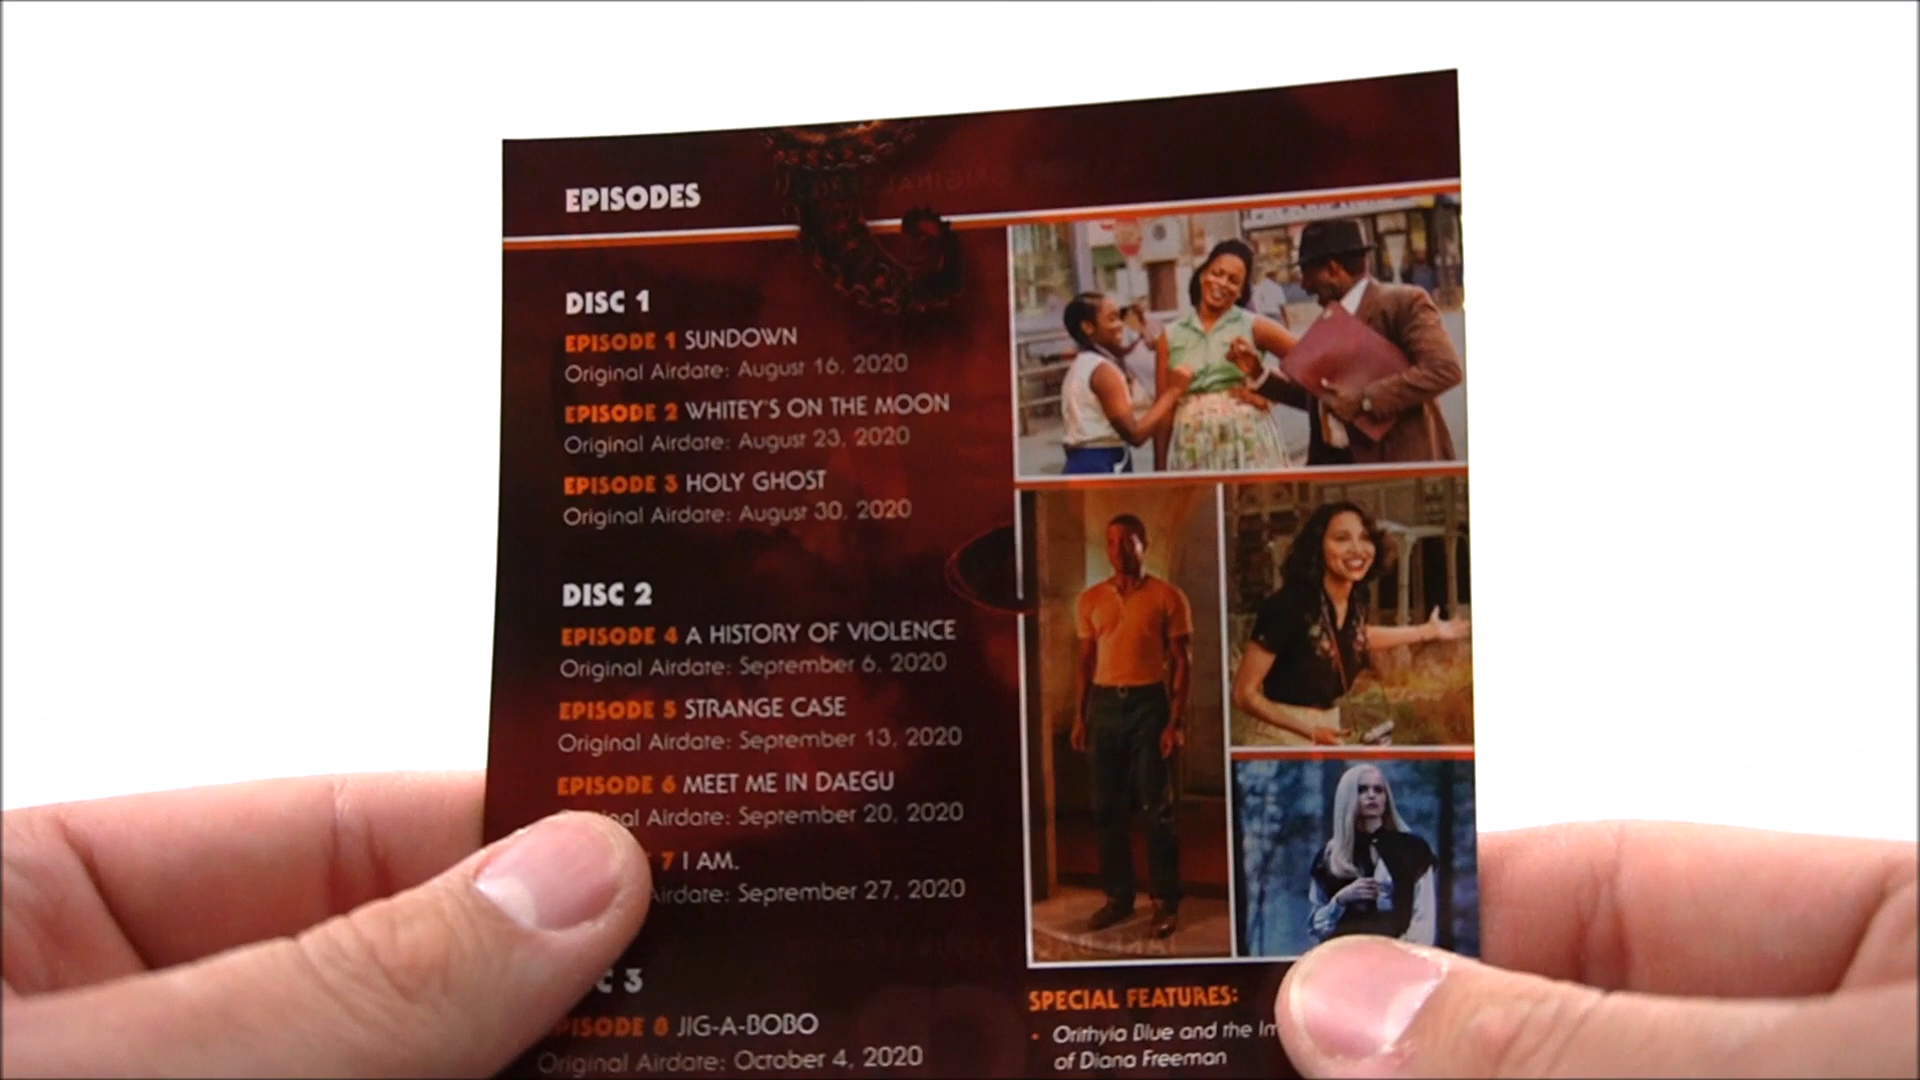 EPISODES
DISC 1
EPISODE 1 SUNDOWN
Original Airdate: August 16, 2020
EPISODE 2 WHITEY'S ON THE MOON
Original Airdate: August 23, 2020
EPISODE 3 HOLY GHOST
Original Airdate: August 30, 2020
DISC 2
EPISODE 4 A HISTORY OF VIOLENCE
Original Airdate: September 6, 2020
EPISODE 5 STRANGE CASE
Original Airdate: September 13, 2020
EPISODE 6 MEET ME IN DAEGU
Airdate: September 20, 2020
7 I AM.
Airdate: September 27, 2020
3
EPISODE 8 JIG-A-BOBO
Original Airdate: October 4, 2020
SPECIAL FEATURES:
• Orithyia Blue and the
of Diana Freeman